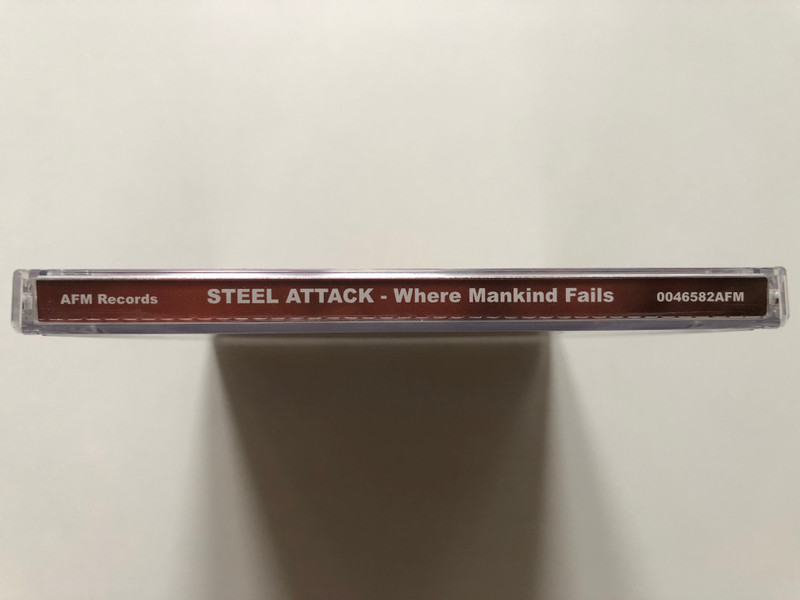 AFM Records STEEL ATTACK - Where Mankind Fails 0046582AFM